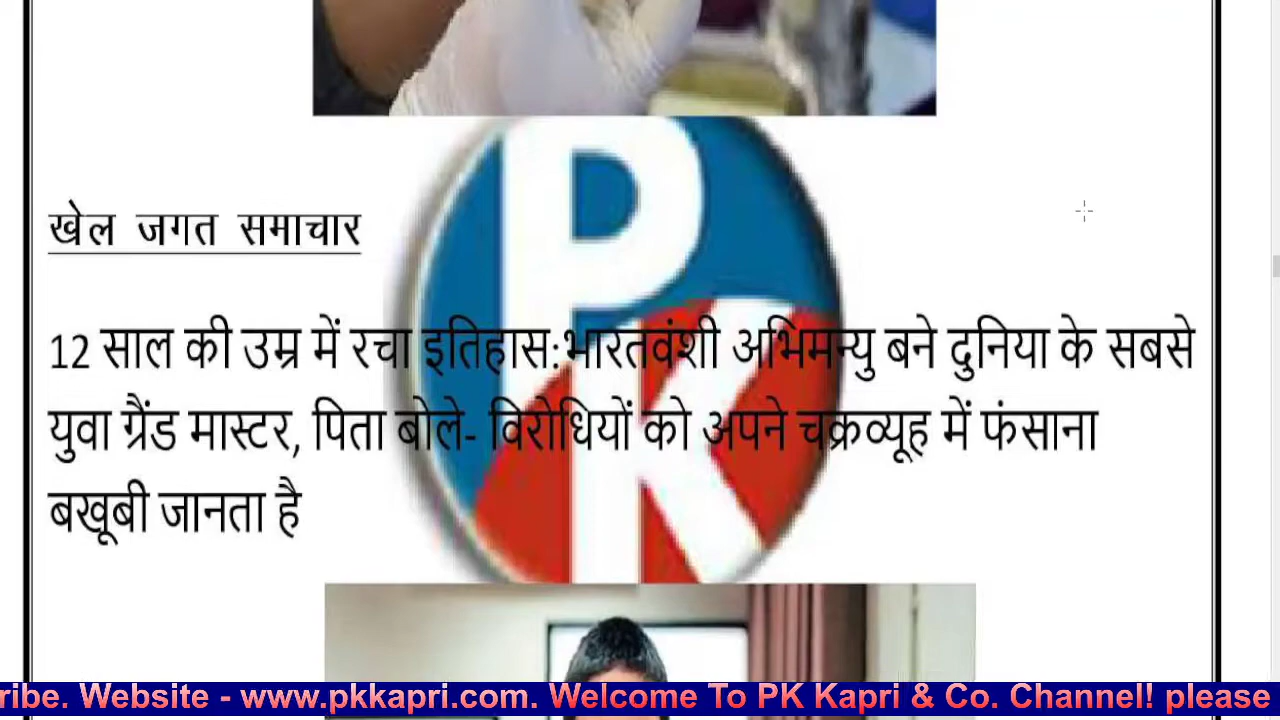 PK
खेल जगत समाचार
12 साल की उम्र में रचा इतिहास:भारतवंशी अभिमन्यु बने दुनिया के सबसे
युवा ग्रैंड मास्टर, पिता बोले- विरोधियों को अपने चक्रव्यूह में फंसाना
बखूबी जानता है
ribe. Website - www.pkkapri.com. Welcome To PK Kapri & Co. Channel! please